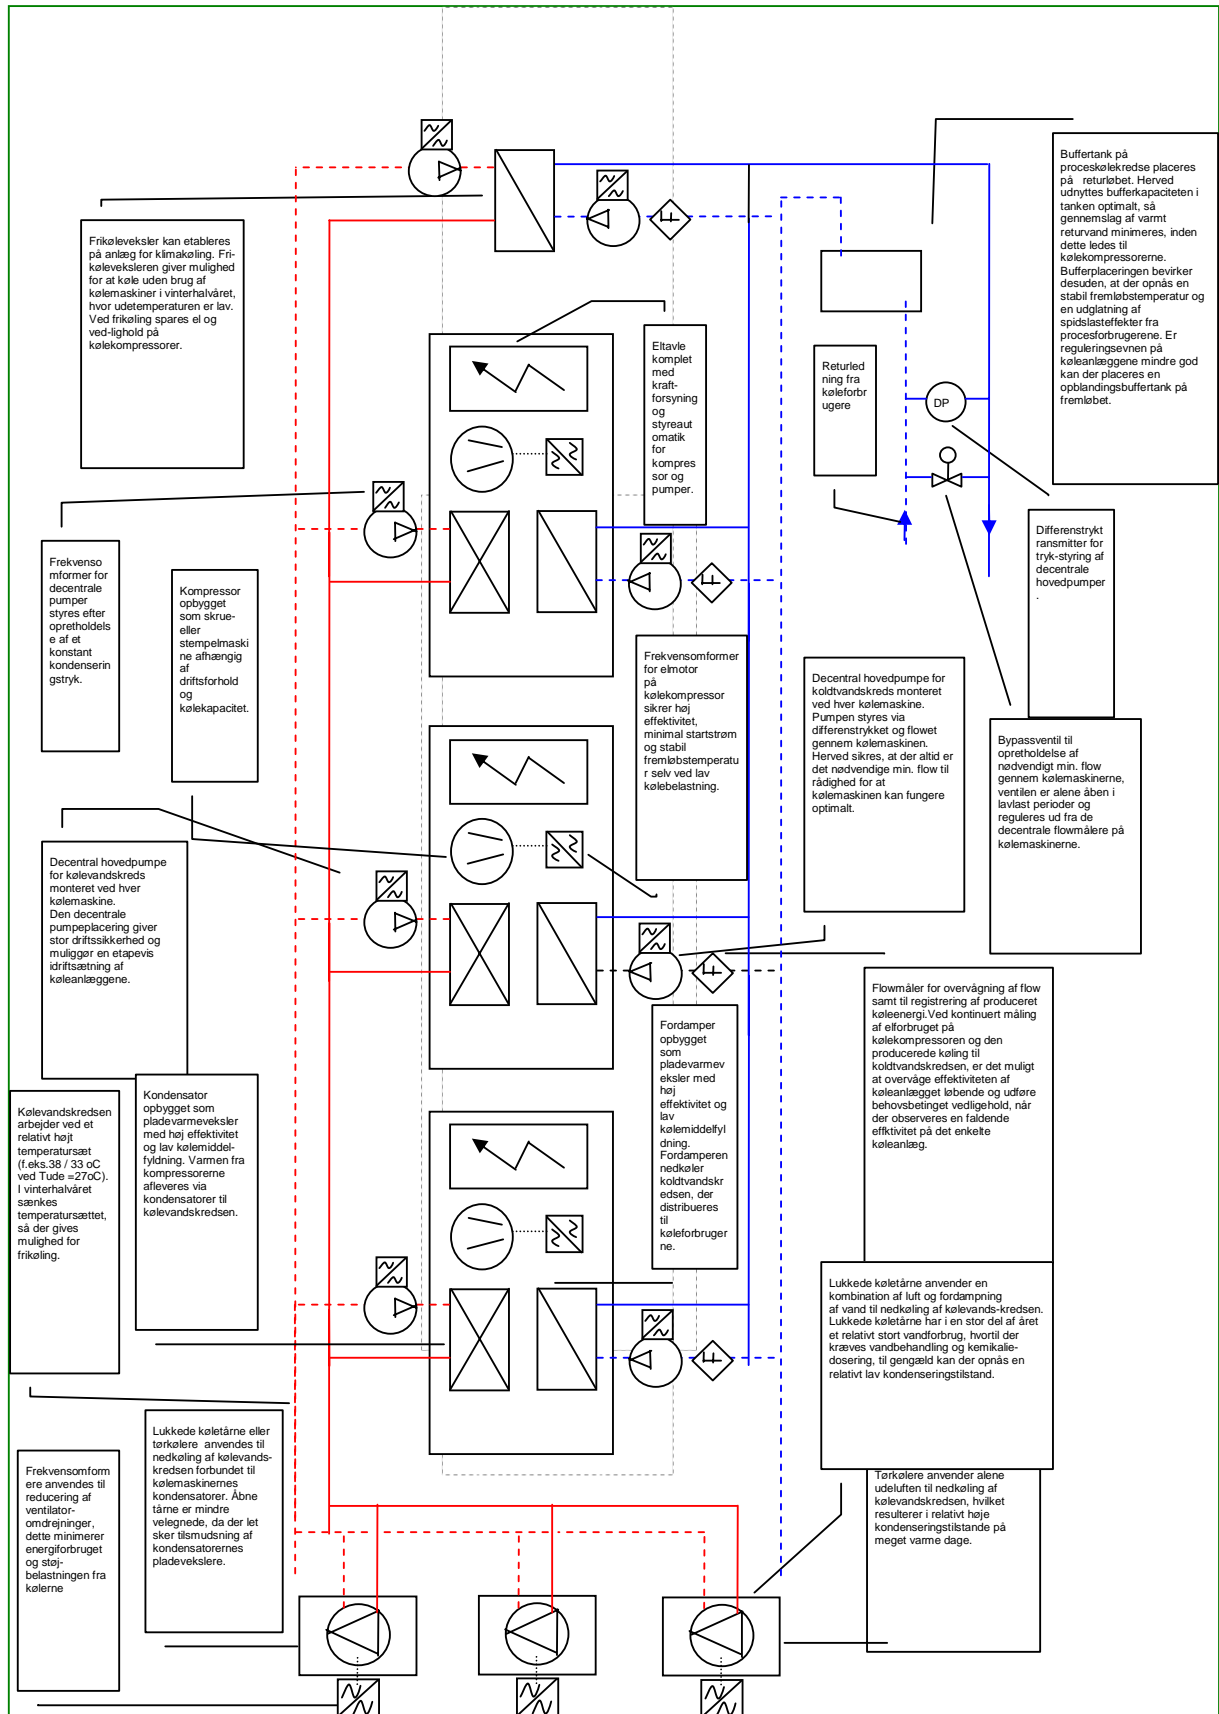 Buffertank på
proceskølekredse placeres
på returløbet. Herved
udnyttes bufferkapaciteten i
tanken optimalt, så
gennemslag af varmt
returvand minimeres, inden
dette ledes til
kølekompressorerne.
Bufferplaceringen bevirker
desuden, at der opnås en
stabil fremløbstemperatur og
en udglatning af
spidslasteffekter fra
procesforbrugerene. Er
reguleringsevnen på
køleanlæggene mindre god
kan der placeres en
opblandingsbuffertank på
fremløbet.
Frikøleveksler kan etableres
på anlæg for klimakøling. Fri-
køleveksleren giver mulighed
for at køle uden brug af
kølemaskiner i vinterhalvåret,
hvor udetemperaturen er lav.
Ved frikøling spares el og
ved-lighold på
kølekompressorer.
F
Eltavle
komplet
med
kraft-
forsyning
og
styreaut
omatik
for
kompres
sor og
pumper.
Returled
ning fra
køleforbr
ugere
DP
Differenstrykt
ransmitter for
tryk-styring af
decentrale
hovedpumper
.
Frekvenso
mformer for
decentrale
pumper
styres efter
opretholdels
e af et
konstant
kondenserin
gstryk.
Kompressor
opbygget
som skrue-
eller
stempelmaski
ne afhængig
af
driftsforhold
og
kølekapacitet.
F
Frekvensomformer
for elmotor
på
kølekompressor
sikrer høj
effektivitet,
minimal startstrøm
og stabil
fremløbstemperatu
r selv ved lav
kølebelastning.
Decentral hovedpumpe for
koldtvandskreds monteret
ved hver kølemaskine.
Pumpen styres via
differenstrykket og flowet
gennem kølemaskinen.
Herved sikres, at der altid er
det nødvendige min. flow til
rådighed for at
kølemaskinen kan fungere
optimalt.
Bypassventil til
opretholdelse af
nødvendigt min. flow
gennem kølemaskinerne,
ventilen er alene åben i
lavlast perioder og
reguleres ud fra de
decentrale flowmålere på
kølemaskinerne.
Decentral hovedpumpe
for kølevandskreds
monteret ved hver
kølemaskine.
Den decentrale
pumpeplacering giver
stor driftssikkerhed og
muliggør en etapevis
idriftsætning af
køleanlæggene.
F
Flowmåler for overvågning af flow
samt til registrering af produceret
køleenergi.Ved kontinuert måling
af elforbruget på
kølekompressoren og den
producerede køling til
koldtvandskredsen, er det muligt
at overvåge effektiviteten af
køleanlægget løbende og udføre
behovsbetinget vedligehold, når
der observeres en faldende
effktivitet på det enkelte
køleanlæg.
Fordamper
opbygget
som
pladevarmev
eksler med
høj
effektivitet og
lav
kølemiddelfyl
dning.
Fordamperen
nedkøler
koldtvandskr
edsen, der
distribueres
til
køleforbruger
ne.
Kølevandskredsen
arbejder ved et
relativt højt
temperatursæt
(f.eks.38 / 33 oC
ved Tude =27oC).
I vinterhalvåret
sænkes
temperatursættet,
så der gives
mulighed for
frikøling.
Kondensator
opbygget som
pladevarmeveksler
med høj effektivitet
og lav kølemiddel-
fyldning. Varmen fra
kompressorerne
afleveres via
kondensatorer til
kølevandskredsen.
F
Lukkede køletårne anvender en
kombination af luft og fordampning
af vand til nedkøling af kølevands-kredsen.
Lukkede køletårne har i en stor del af året
et relativt stort vandforbrug, hvortil der
kræves vandbehandling og kemikalie-
dosering, til gengæld kan der opnås en
relativt lav kondenseringtilstand.
Lukkede køletårne eller
tørkølere anvendes til
nedkøling af kølevands-
kredsen forbundet til
kølemaskinernes
kondensatorer. Åbne
tårne er mindre
velegnede, da der let
sker tilsmudsning af
kondensatorernes
pladevekslere.
Frekvensomform
ere anvendes til
reducering af
ventilator-
omdrejninger,
dette minimerer
energiforbruget
og støj-
belastningen fra
kølerne
Tørkølere anvender alene
udeluften til nedkøling af
kølevandskredsen, hvilket
resulterer i relativt høje
kondenseringstilstande på
meget varme dage.